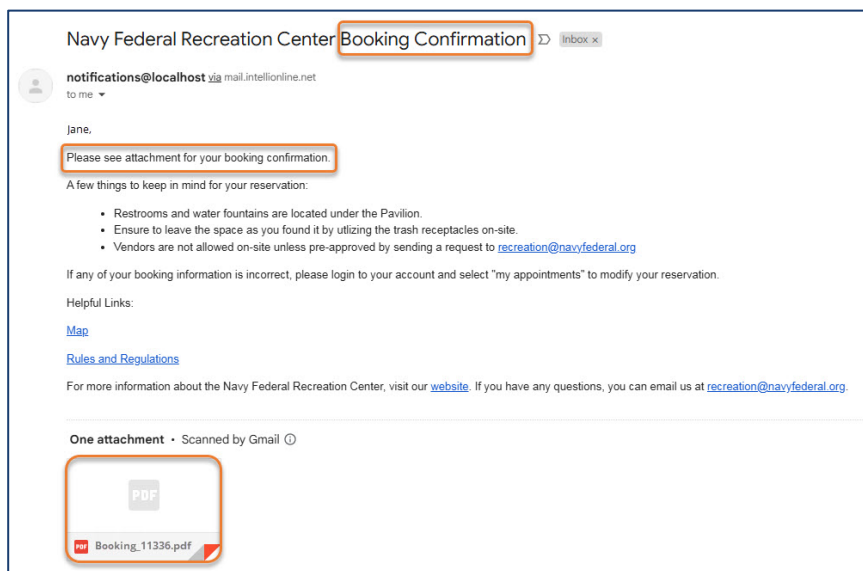 Navy Federal Recreation Center Booking Confirmation Inbox ×
notifications@localhost via mail.intellionline.net
to me
Jane,
Please see attachment for your booking confirmation.
A few things to keep in mind for your reservation:
• Restrooms and water fountains are located under the Pavilion.
• Ensure to leave the space as you found it by utlizing the trash receptacles on-site.
• Vendors are not allowed on-site unless pre-approved by sending a request to recreation@navyfederal.org
If any of your booking information is incorrect, please login to your account and select "my appointments" to modify your reservation.
Helpful Links:
Map
Rules and Regulations
For more information about the Navy Federal Recreation Center, visit our website. If you have any questions, you can email us at recreation@navyfederal.org.
One attachment • Scanned by Gmail
PDF
PDF Booking_11336.pdf